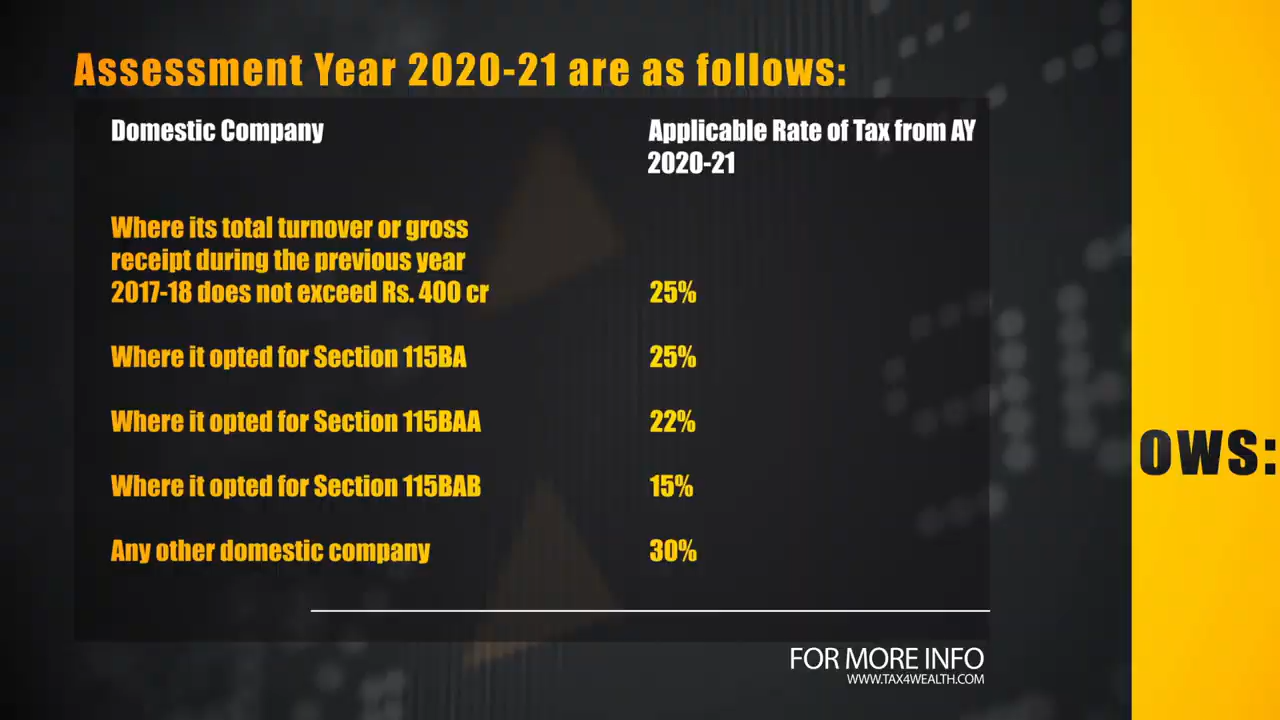 Assessment Year 2020-21 are as follows:
Domestic Company
Applicable Rate of Tax from AY
2020-21
Where its total turnover or gross
receipt during the previous year
2017-18 does not exceed Rs. 400 cr
25%
Where it opted for Section 115BA
25%
Where it opted for Section 115BAA
22%
Where it opted for Section 115BAB
15%
Any other domestic company
30%
ows:
FOR MORE INFO
WWW.TAX4WEALTH.COM